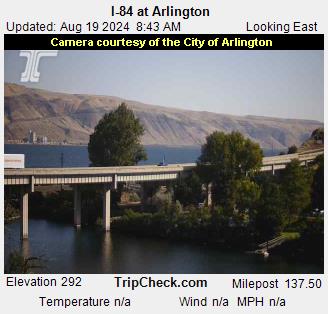 I-84 at Arlington
Updated: Aug 19 2024 8:43 AM Looking East
Camera courtesy of the City of Arlington
Elevation 292 TripCheck.com Milepost 137.50
Temperature n/a Wind n/a MPH n/a